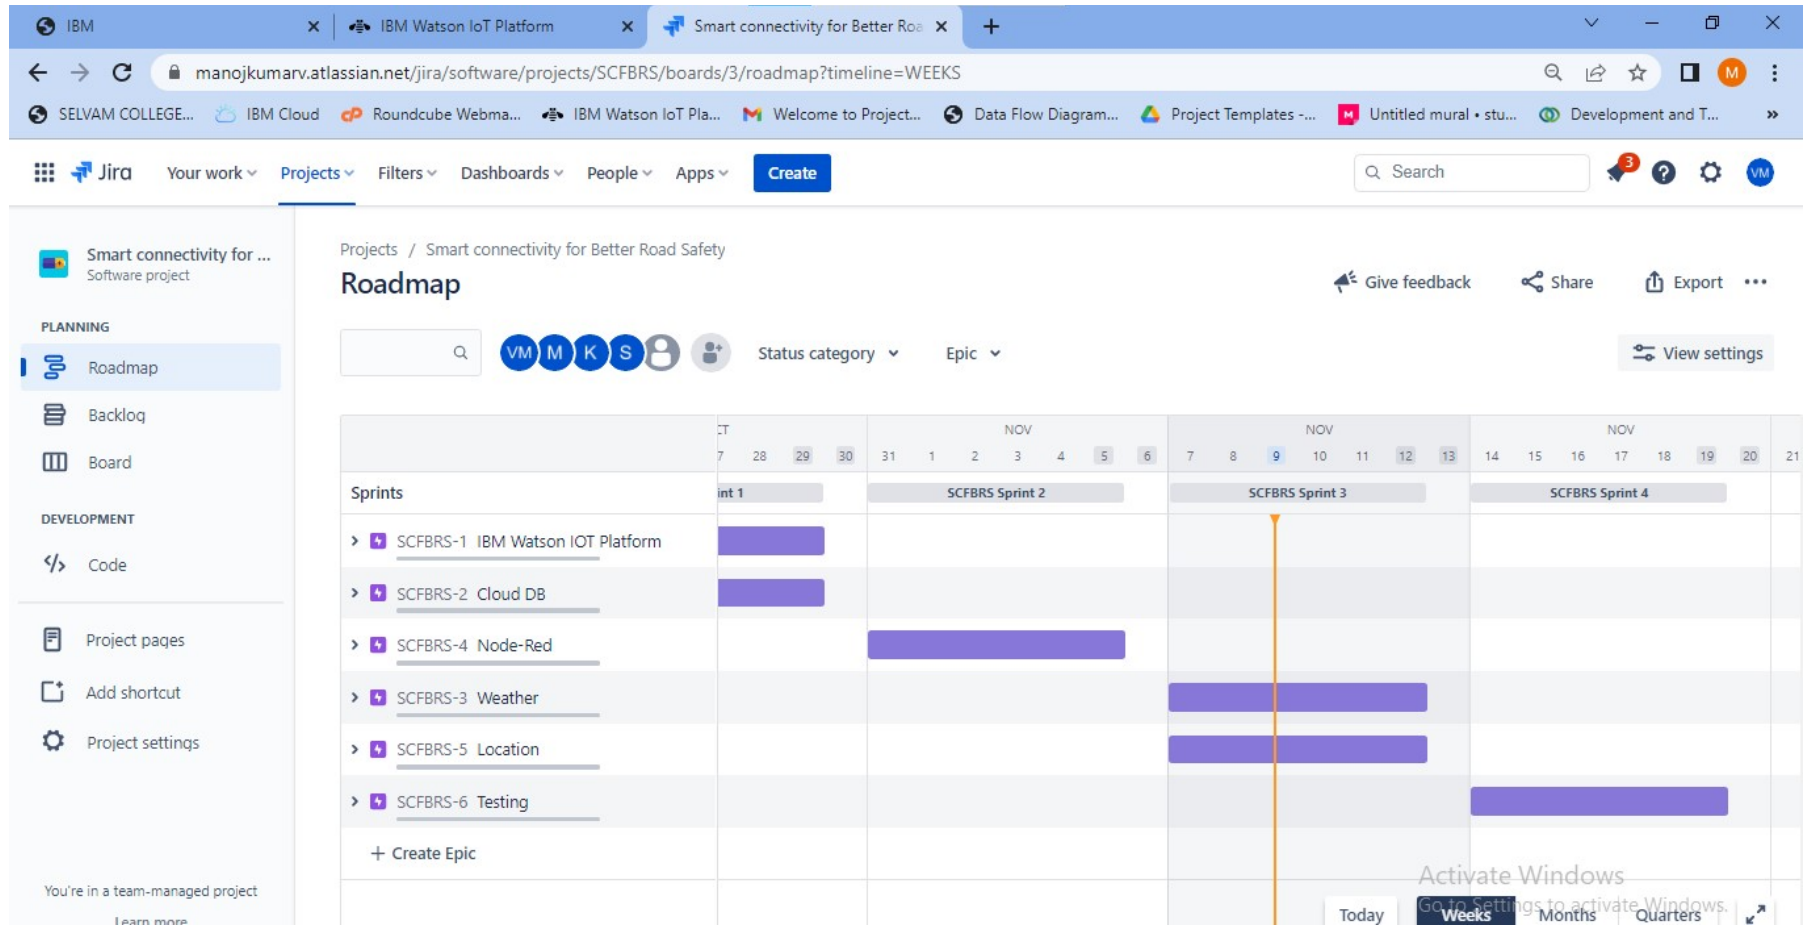 IBM
IBM Watson IoT Platform
Smart connectivity for Better Roa
manojkumarv.atlassian.net/jira/software/projects/SCFBRS/boards/3/roadmap?timeline=WEEKS
M
SELVAM COLLEGE... IBM Cloud Roundcube Webma... IBM Watson IoT Pla... Welcome to Project... Data Flow Diagram... Project Templates -... Untitled mural • stu... Development and T... »
Jira Your work Projects Filters Dashboards People Apps Create Search 3 VM
Smart connectivity for ...
Software project
PLANNING
Roadmap
Backlog
Board
DEVELOPMENT
Code
Project pages
Add shortcut
Project settings
You're in a team-managed project
Learn more
Projects / Smart connectivity for Better Road Safety
Roadmap
Give feedback Share Export
VM M K S Status category Epic View settings
CT NOV NOV NOV
7 28 29 30 31 1 2 3 4 5 6 7 8 9 10 11 12 13 14 15 16 17 18 19 20 21
Sprints int 1 SCFBRS Sprint 2 SCFBRS Sprint 3 SCFBRS Sprint 4
SCFBRS-1 IBM Watson IOT Platform
SCFBRS-2 Cloud DB
SCFBRS-4 Node-Red
SCFBRS-3 Weather
SCFBRS-5 Location
SCFBRS-6 Testing
+ Create Epic
Activate Windows
Go to Settings to activate Windows.
Today Weeks Months Quarters